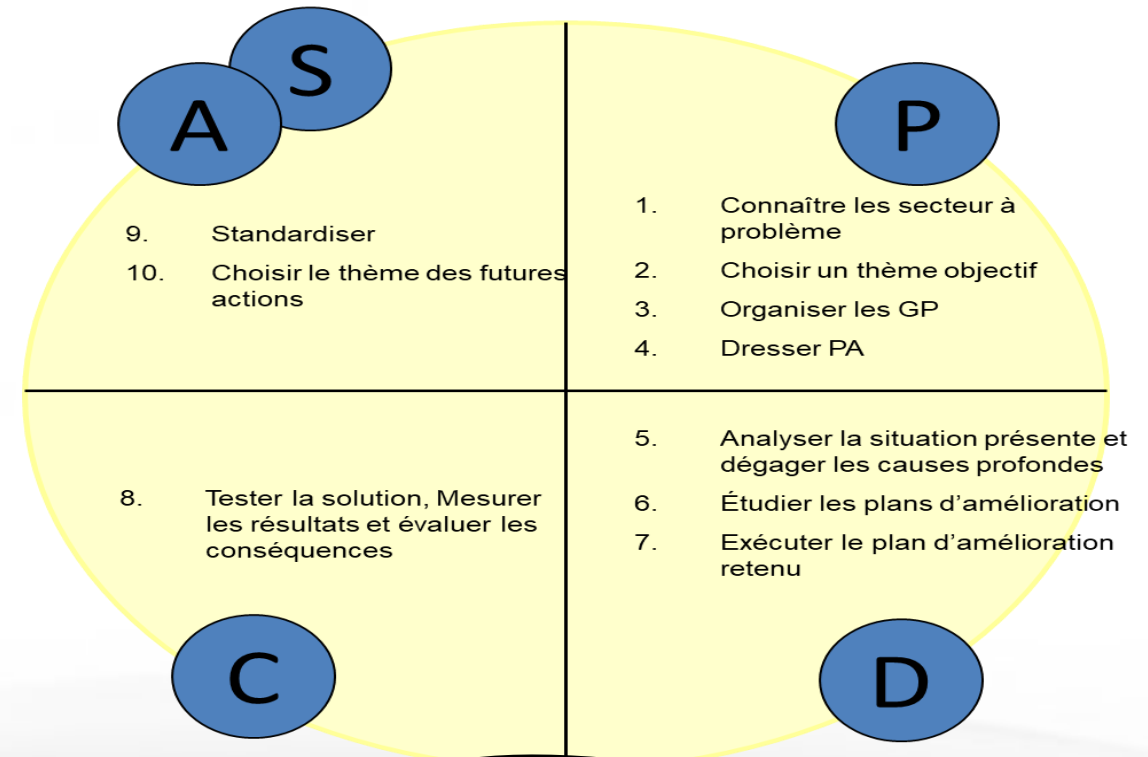 S
A
P
1. Connaître les secteur à
problème
2. Choisir un thème objectif
3. Organiser les GP
4. Dresser PA
9. Standardiser
10. Choisir le thème des futures
actions
5. Analyser la situation présente et
dégager les causes profondes
6. Étudier les plans d’amélioration
7. Exécuter le plan d’amélioration
retenu
8. Tester la solution, Mesurer
les résultats et évaluer les
conséquences
C
D